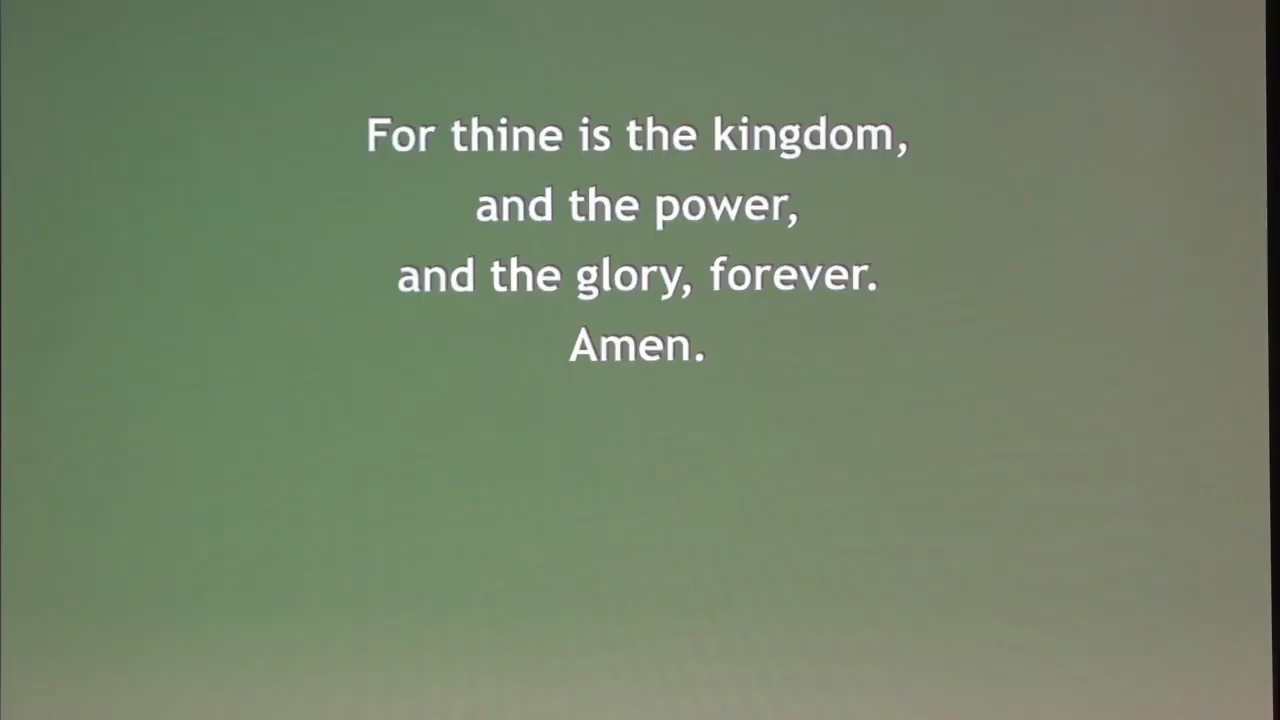 For thine is the kingdom,
and the power,
and the glory, forever.
Amen.